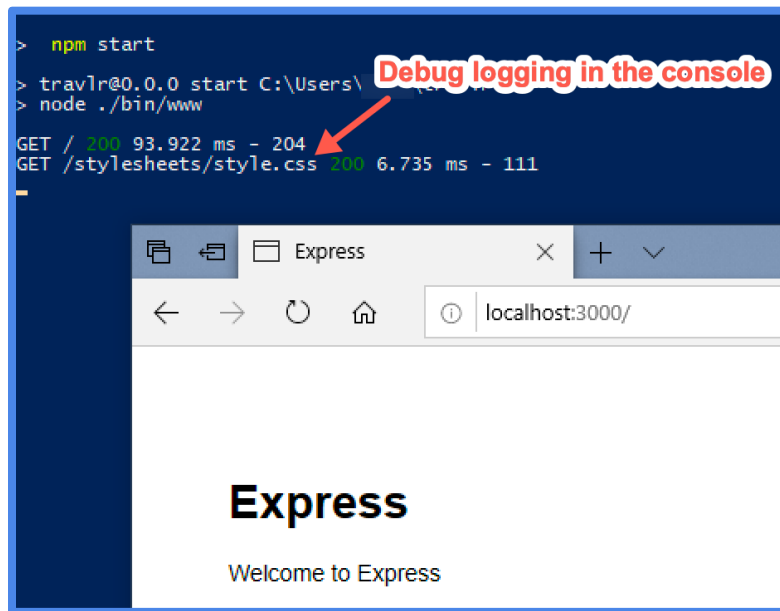 > npm start
> travlr@0.0.0 start C:\Users\
Debug logging in the console
> node ./bin/www
GET / 200 93.922 ms - 204
GET /stylesheets/style.css 200 6.735 ms - 111
Express
localhost:3000/
Express
Welcome to Express